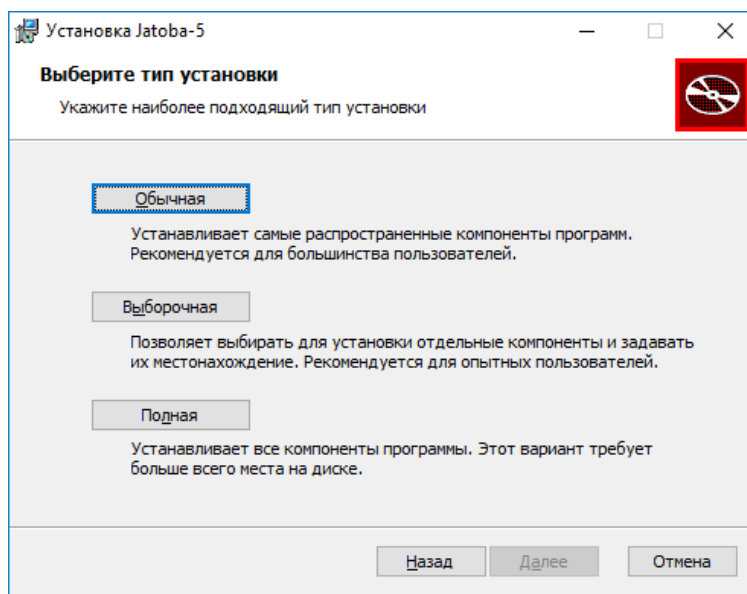 Установка Jatoba-5
Выберите тип установки
Укажите наиболее подходящий тип установки
Обычная
Устанавливает самые распространенные компоненты программ.
Рекомендуется для большинства пользователей.
Выборочная
Позволяет выбирать для установки отдельные компоненты и задавать
их местонахождение. Рекомендуется для опытных пользователей.
Полная
Устанавливает все компоненты программы. Этот вариант требует
больше всего места на диске.
Назад Далее Отмена